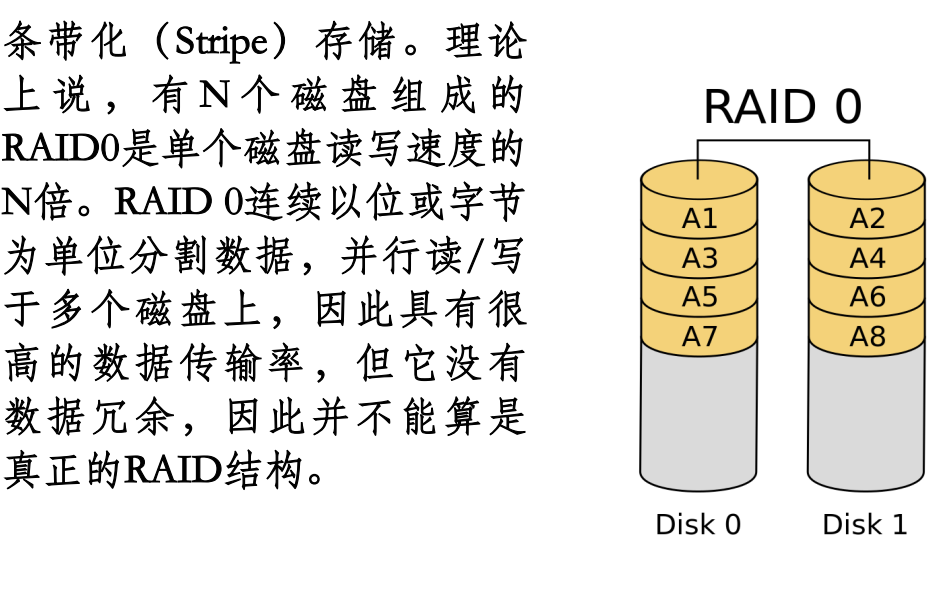 条带化（Stripe）存储。理论
上说，有N个磁盘组成的
RAID0是单个磁盘读写速度的
N倍。RAID 0连续以位或字节
为单位分割数据，并行读/写
于多个磁盘上，因此具有很
高的数据传输率，但它没有
数据冗余，因此并不能算是
真正的RAID结构。
RAID 0
A1 A2
A3 A4
A5 A6
A7 A8
Disk 0 Disk 1